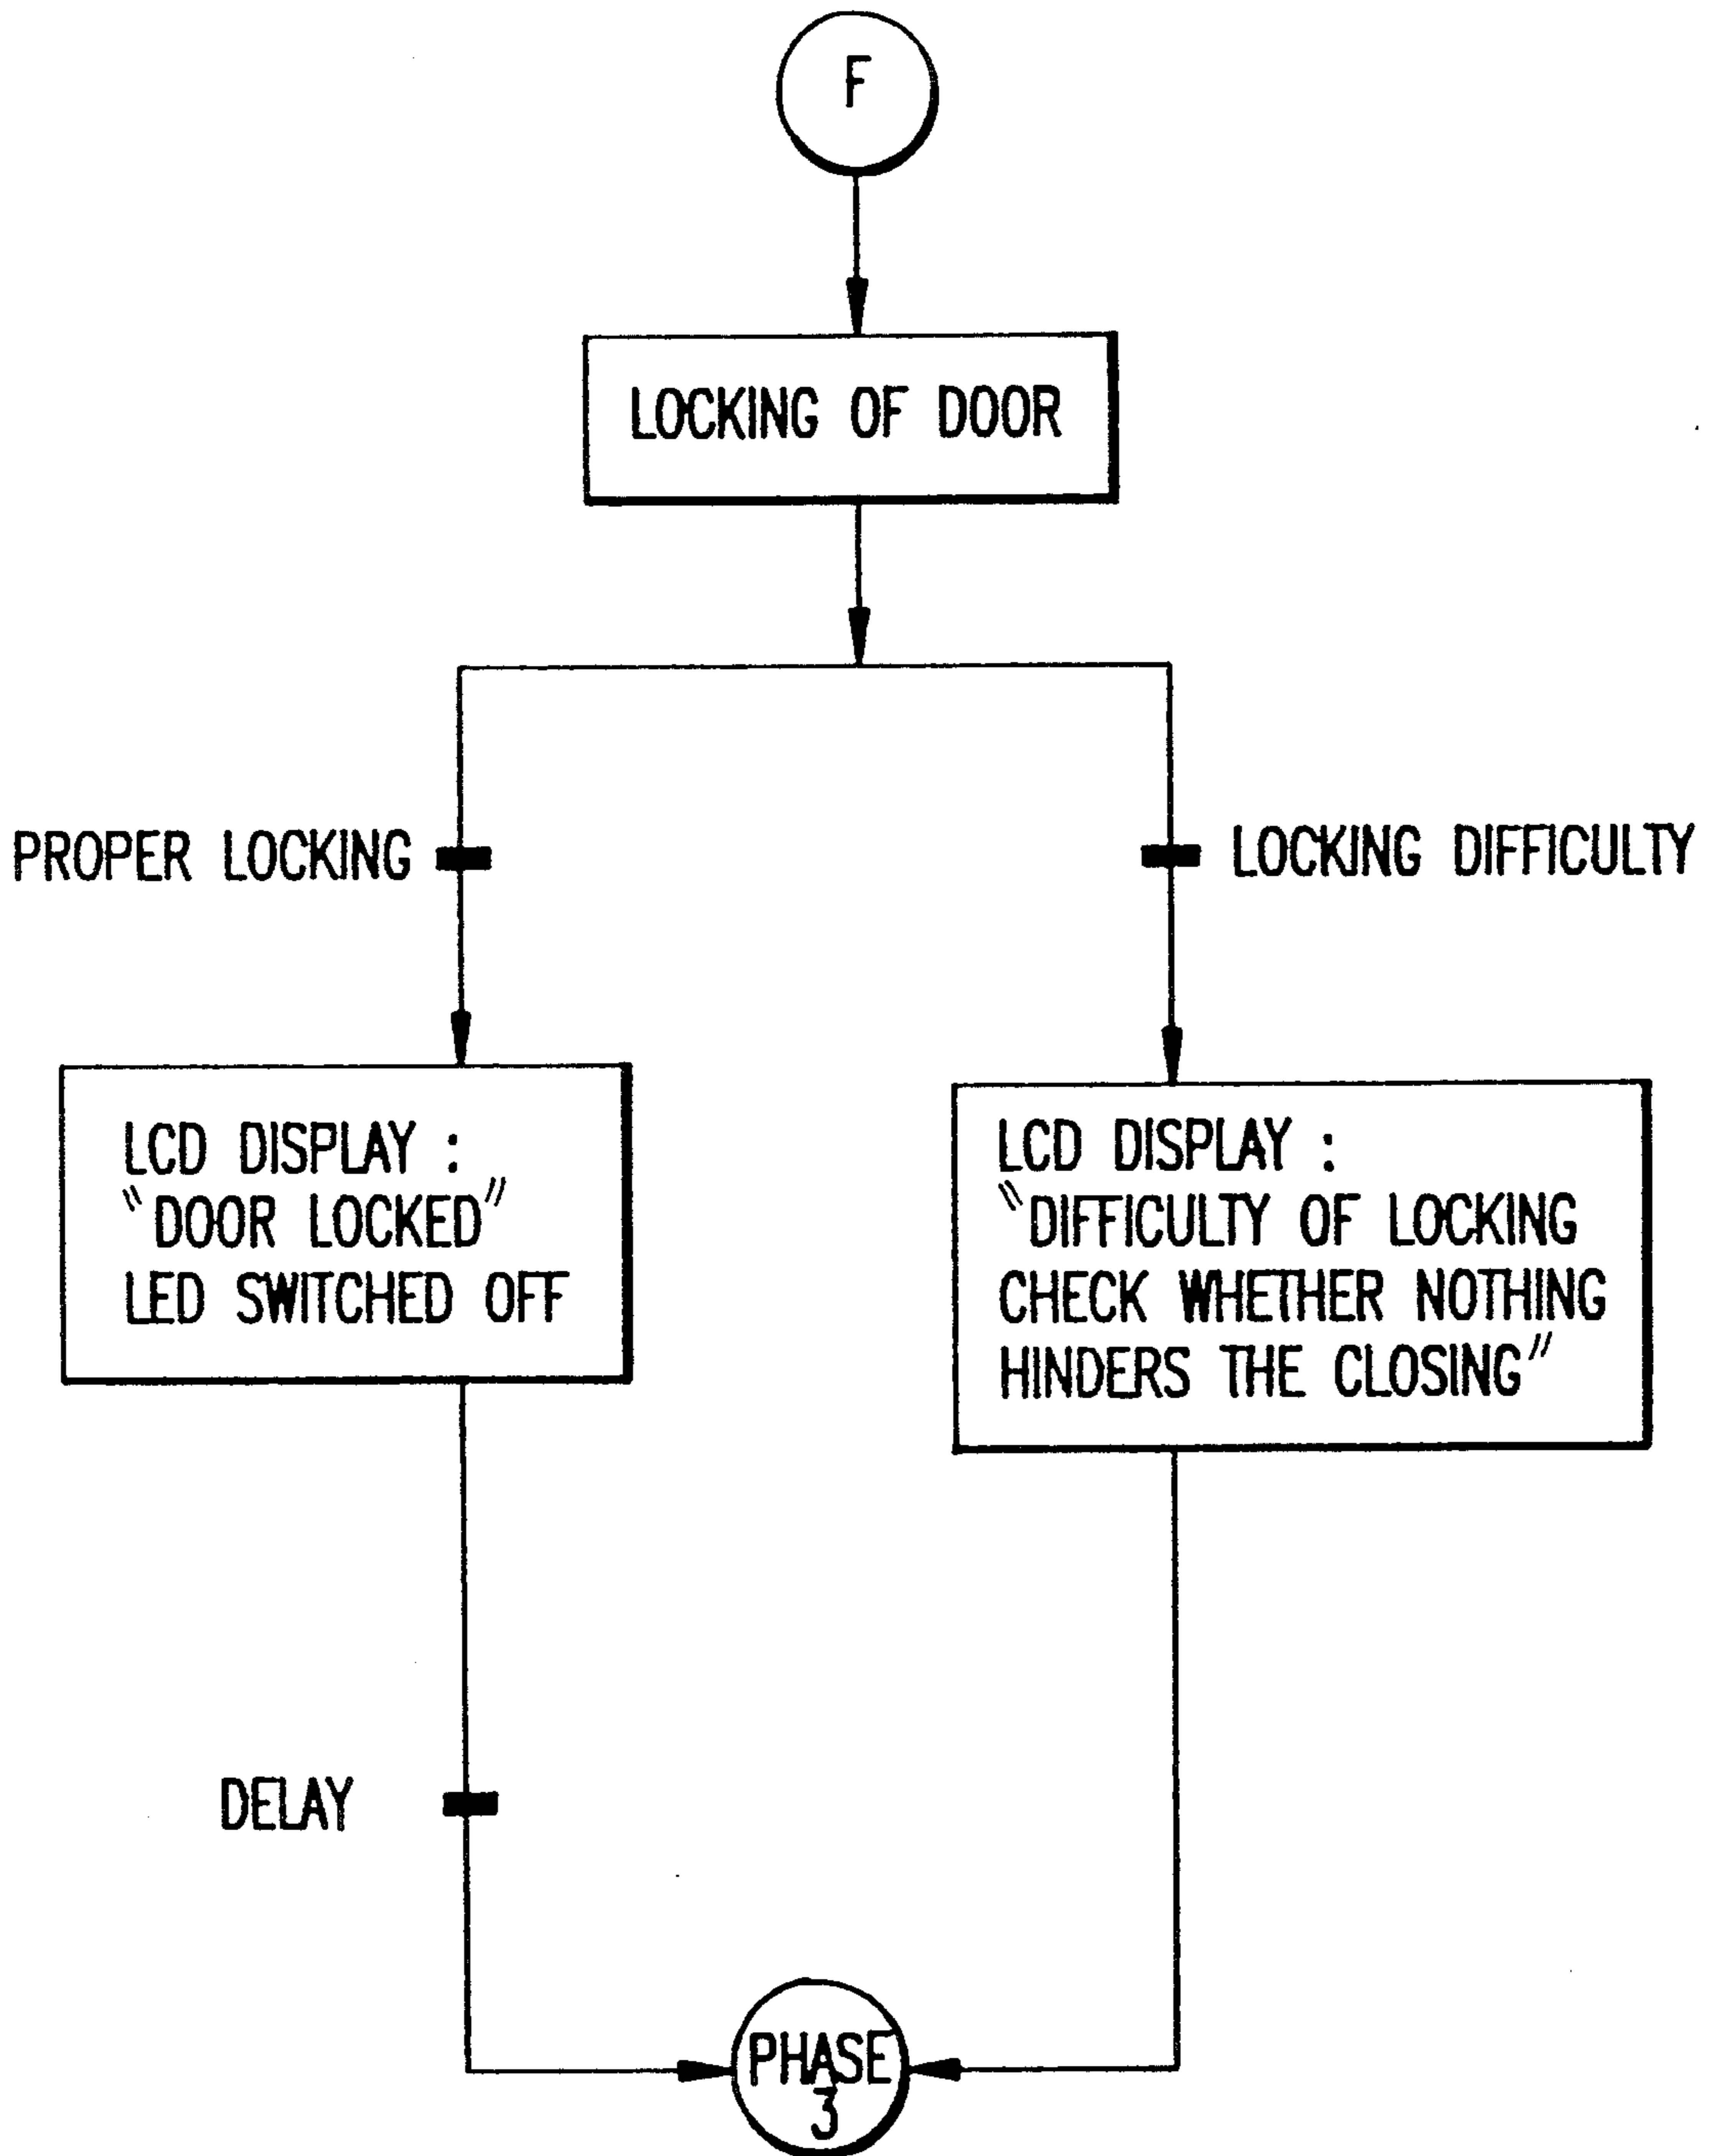 F
LOCKING OF DOOR
PROPER LOCKING
LOCKING DIFFICULTY
LCD DISPLAY :
"DOOR LOCKED"
LED SWITCHED OFF
LCD DISPLAY :
"DIFFICULTY OF LOCKING
CHECK WHETHER NOTHING
HINDERS THE CLOSING"
DELAY
PHASE
3